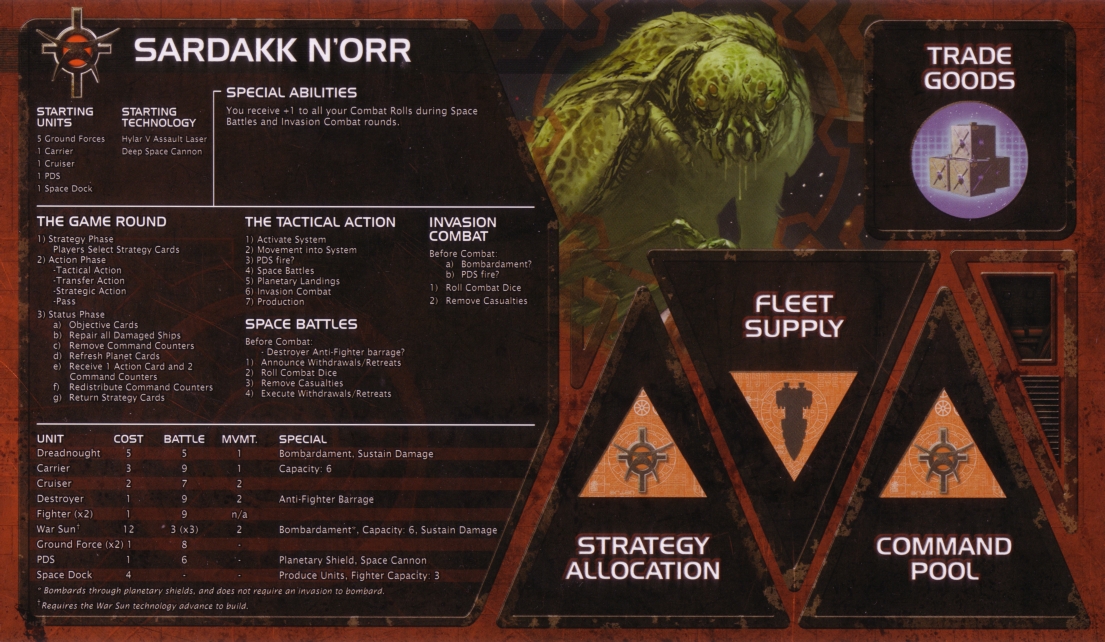 SARDAKK N'ORR
STARTING
UNITS
5 Ground Forces
1 Carrier
1 Cruiser
1 PDS
1 Space Dock
STARTING
TECHNOLOGY
Hylar V Assault Laser
Deep Space Cannon
SPECIAL ABILITIES
You receive +1 to all your Combat Rolls during Space
Battles and Invasion Combat rounds.
THE GAME ROUND
1) Strategy Phase
Players Select Strategy Cards
2) Action Phase
-Tactical Action
-Transfer Action
-Strategic Action
-Pass
3) Status Phase
a) Objective Cards
b) Repair all Damaged Ships
c) Remove Command Counters
d) Refresh Planet Cards
e) Receive 1 Action Card and 2
Command Counters
f) Redistribute Command Counters
g) Return Strategy Cards
THE TACTICAL ACTION
1) Activate System
2) Movement into System
3) PDS fire?
4) Space Battles
5) Planetary Landings
6) Invasion Combat
7) Production
SPACE BATTLES
Before Combat:
- Destroyer Anti-Fighter barrage?
1) Announce Withdrawals/Retreats
2) Roll Combat Dice
3) Remove Casualties
4) Execute Withdrawals/Retreats
INVASION
COMBAT
Before Combat:
a) Bombardment?
b) PDS fire?
1) Roll Combat Dice
2) Remove Casualties
UNIT COST BATTLE MVMT. SPECIAL
Dreadnought 5 5 1 Bombardment, Sustain Damage
Carrier 3 9 1 Capacity: 6
Cruiser 2 7 2
Destroyer 1 9 2 Anti-Fighter Barrage
Fighter (x2) 1 9 n/a
War Sun† 12 * 3 (x3) 2 Bombardment*, Capacity: 6, Sustain Damage
Ground Force (x2) 1 8 -
PDS 1 6 - Planetary Shield, Space Cannon
Space Dock 4 - - Produce Units, Fighter Capacity: 3
* Bombards through planetary shields, and does not require an invasion to bombard.
†Requires the War Sun technology advance to build.
TRADE
GOODS
FLEET
SUPPLY
STRATEGY
ALLOCATION
COMMAND
POOL